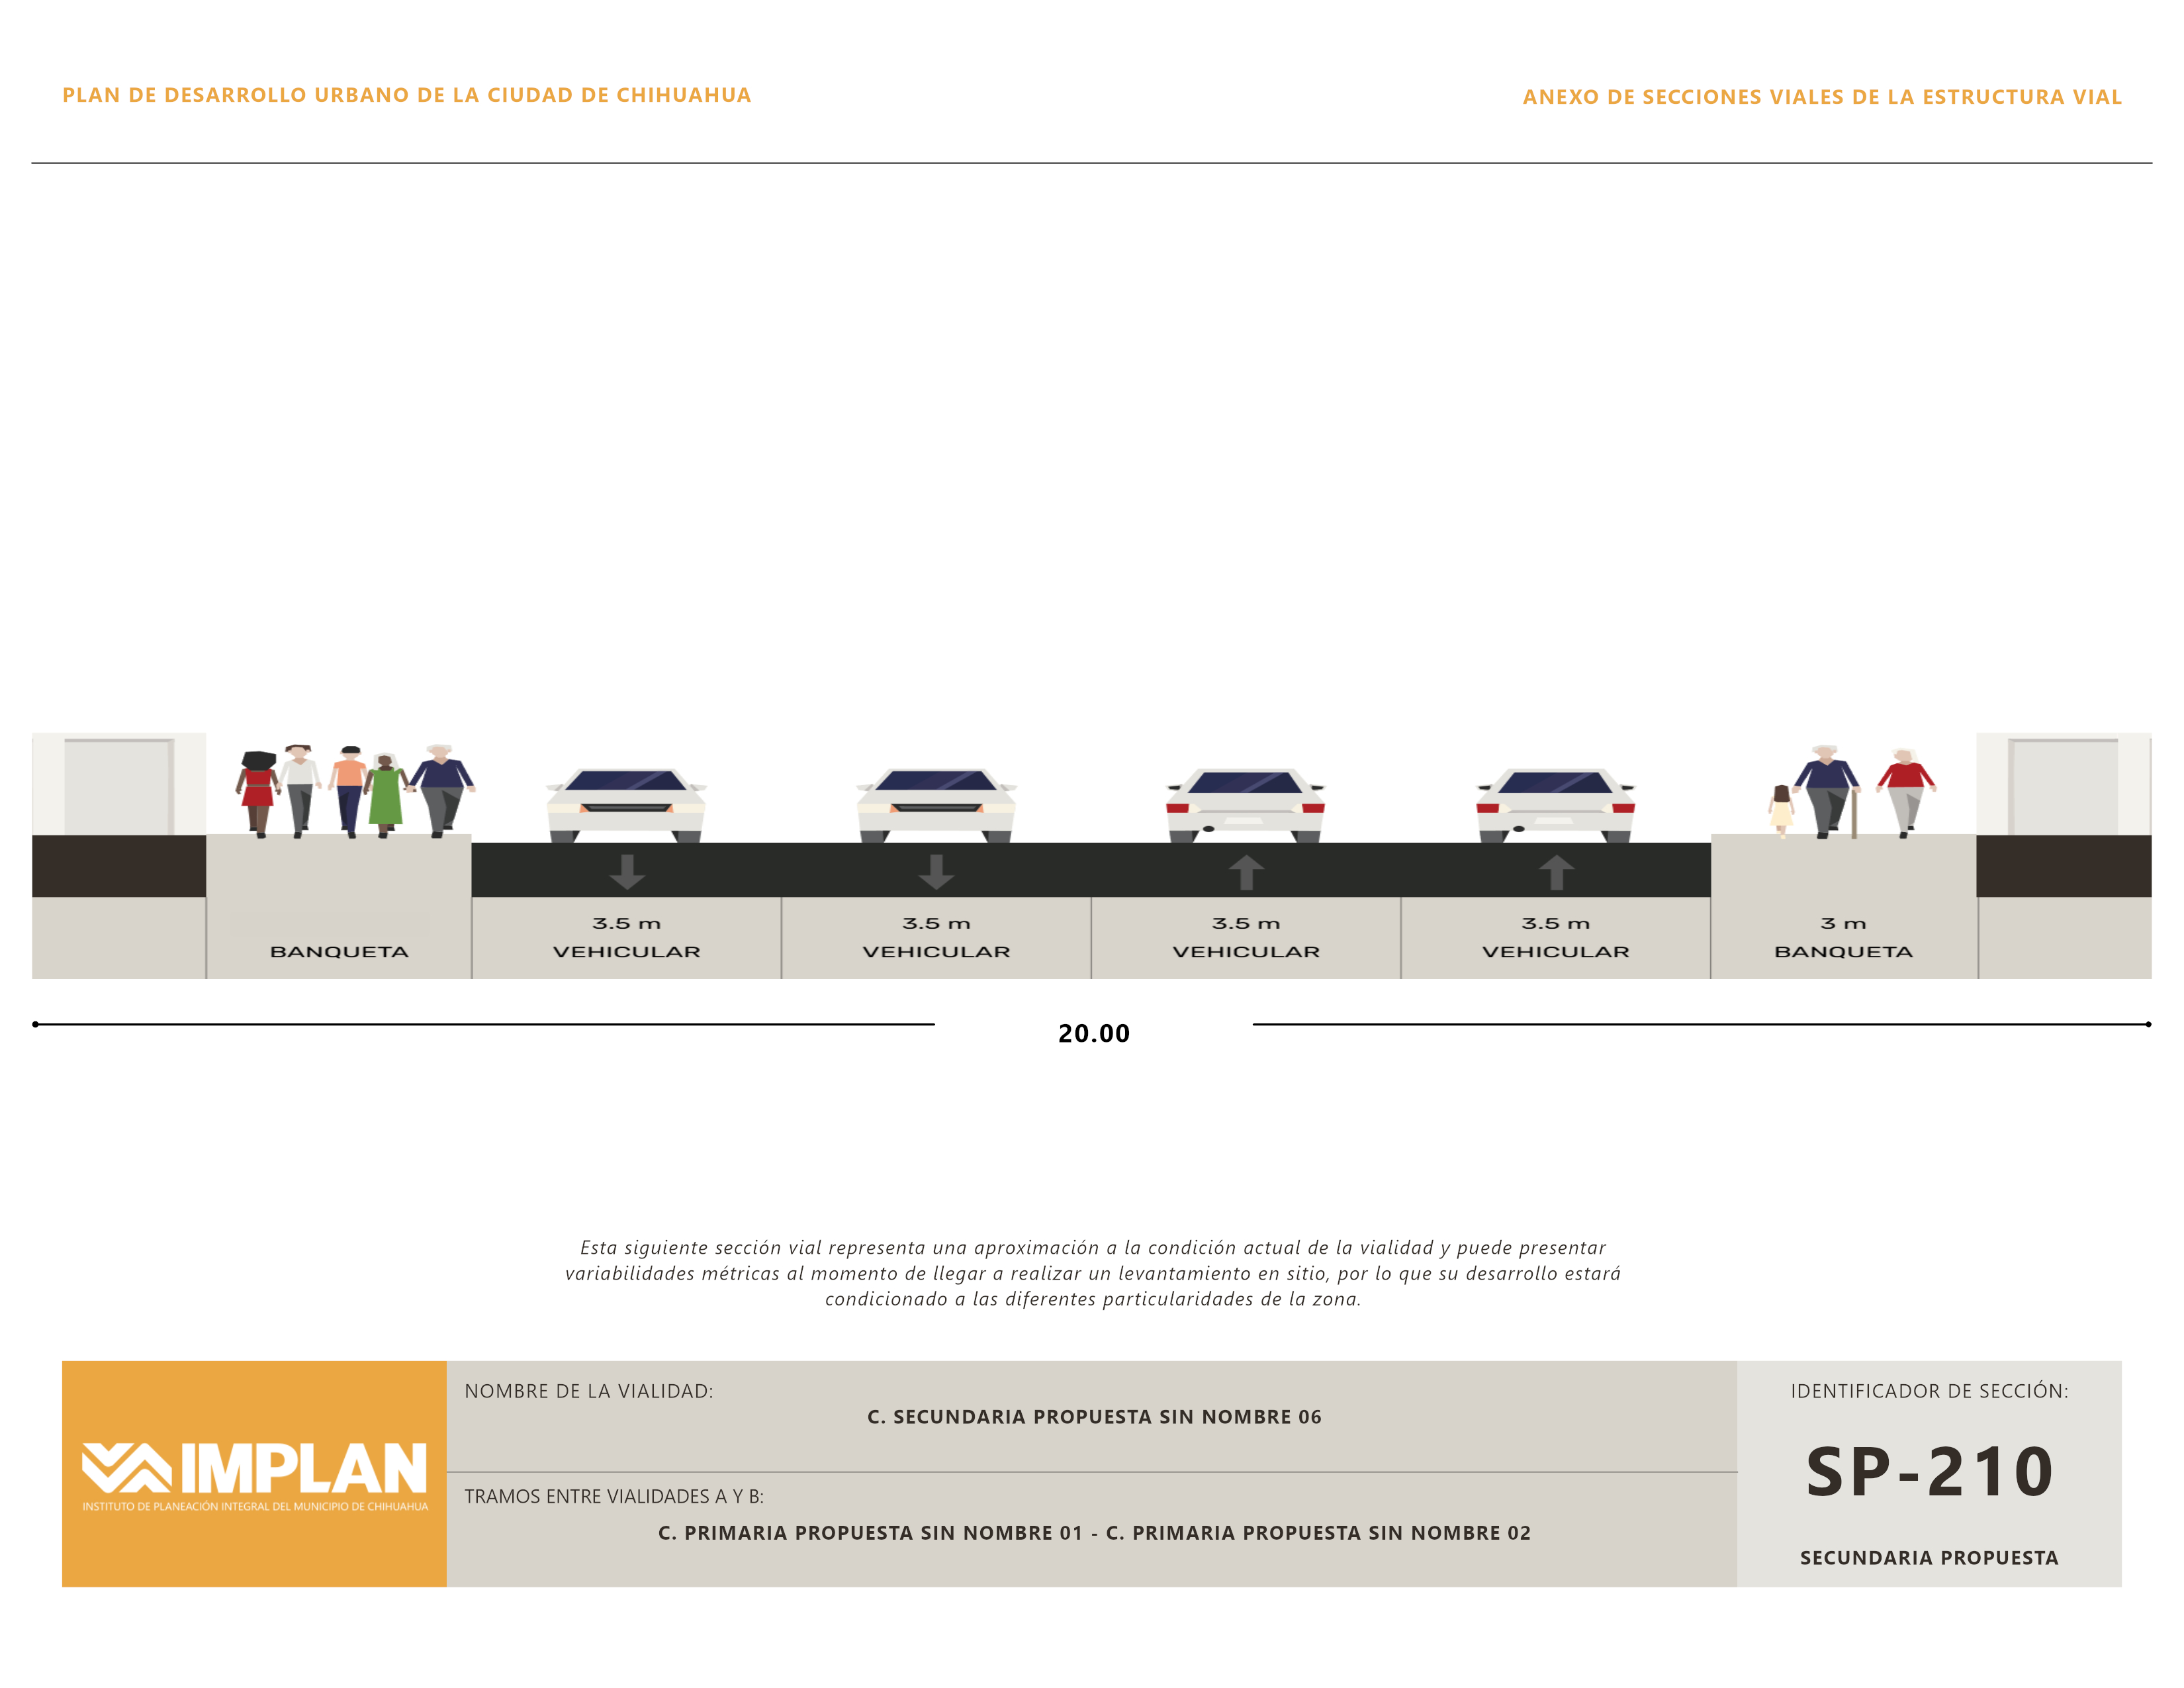 PLAN DE DESARROLLO URBANO DE LA CIUDAD DE CHIHUAHUA
ANEXO DE SECCIONES VIALES DE LA ESTRUCTURA VIAL
BANQUETA
3.5 m
VEHICULAR
3.5 m
VEHICULAR
3.5 m
VEHICULAR
3.5 m
VEHICULAR
3 m
BANQUETA
20.00
Esta siguiente sección vial representa una aproximación a la condición actual de la vialidad y puede presentar
variabilidades métricas al momento de llegar a realizar un levantamiento en sitio, por lo que su desarrollo estará
condicionado a las diferentes particularidades de la zona.
IMPLAN
INSTITUTO DE PLANEACIÓN INTEGRAL DEL MUNICIPIO DE CHIHUAHUA
NOMBRE DE LA VIALIDAD:
C. SECUNDARIA PROPUESTA SIN NOMBRE 06
TRAMOS ENTRE VIALIDADES A Y B:
C. PRIMARIA PROPUESTA SIN NOMBRE 01 - C. PRIMARIA PROPUESTA SIN NOMBRE 02
IDENTIFICADOR DE SECCIÓN:
SP-210
SECUNDARIA PROPUESTA